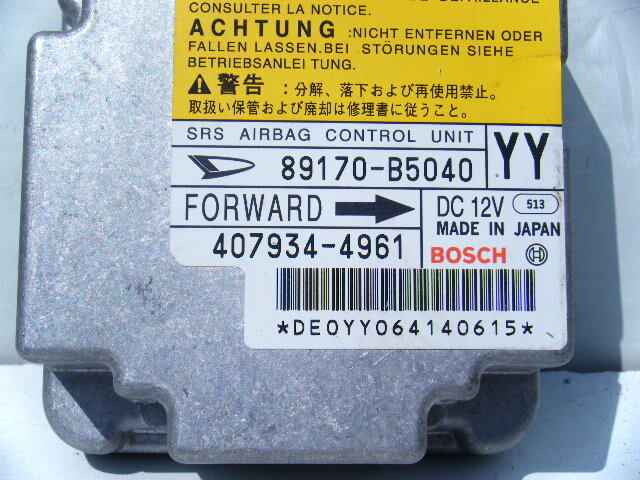 CONSULTER LA NOTICE.
ACHTUNG :NICHT ENTFERNEN ODER
FALLEN LASSEN.BEI STÖRUNGEN SIEHE
BETRIEBSANLEI TUNG.
警告 : 分解、落下および再使用禁止。
取扱い保管および廃却は修理書に従うこと。
SRS AIRBAG CONTROL UNIT
89170-B5040
YY
FORWARD
DC 12V 513
MADE IN JAPAN
407934-4961
BOSCH
*DE0YY064140615*